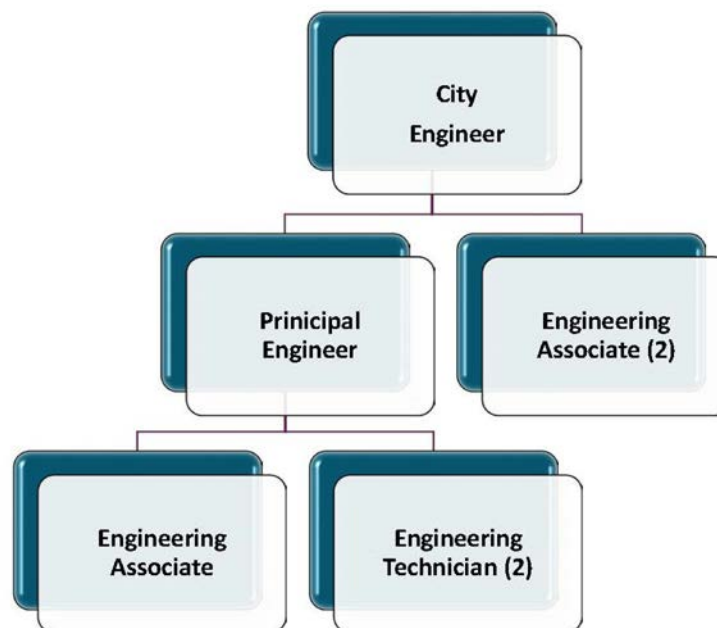 City
Engineer
Prinicipal
Engineer
Engineering
Associate (2)
Engineering
Associate
Engineering
Technician (2)